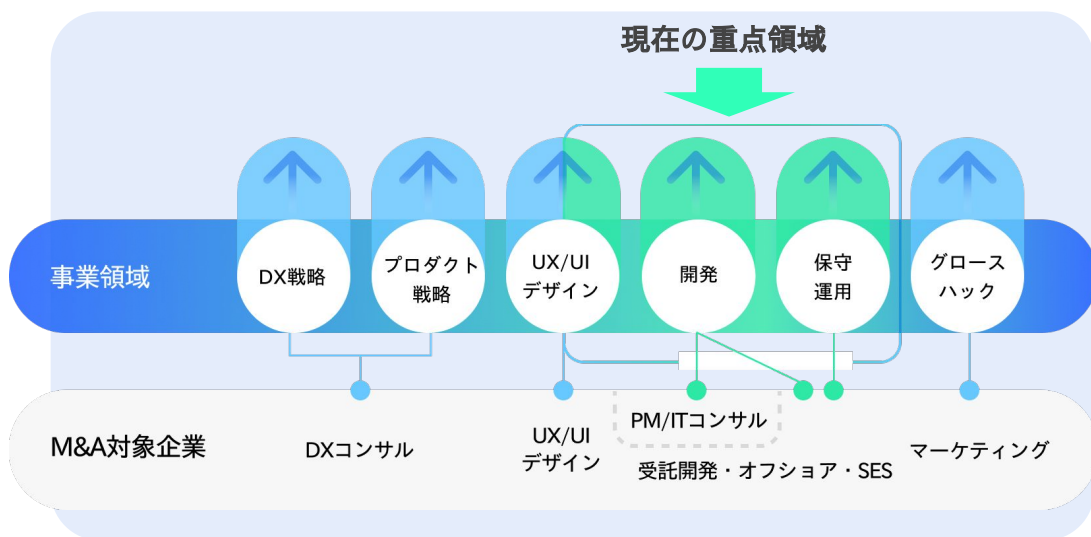 現在の重点領域
事業領域
DX戦略
プロダクト
戦略
UX/UI
デザイン
開発
保守
運用
グロース
ハック
M&A対象企業
DXコンサル
UX/UI
デザイン
PM/ITコンサル
受託開発・オフショア・SES
マーケティング